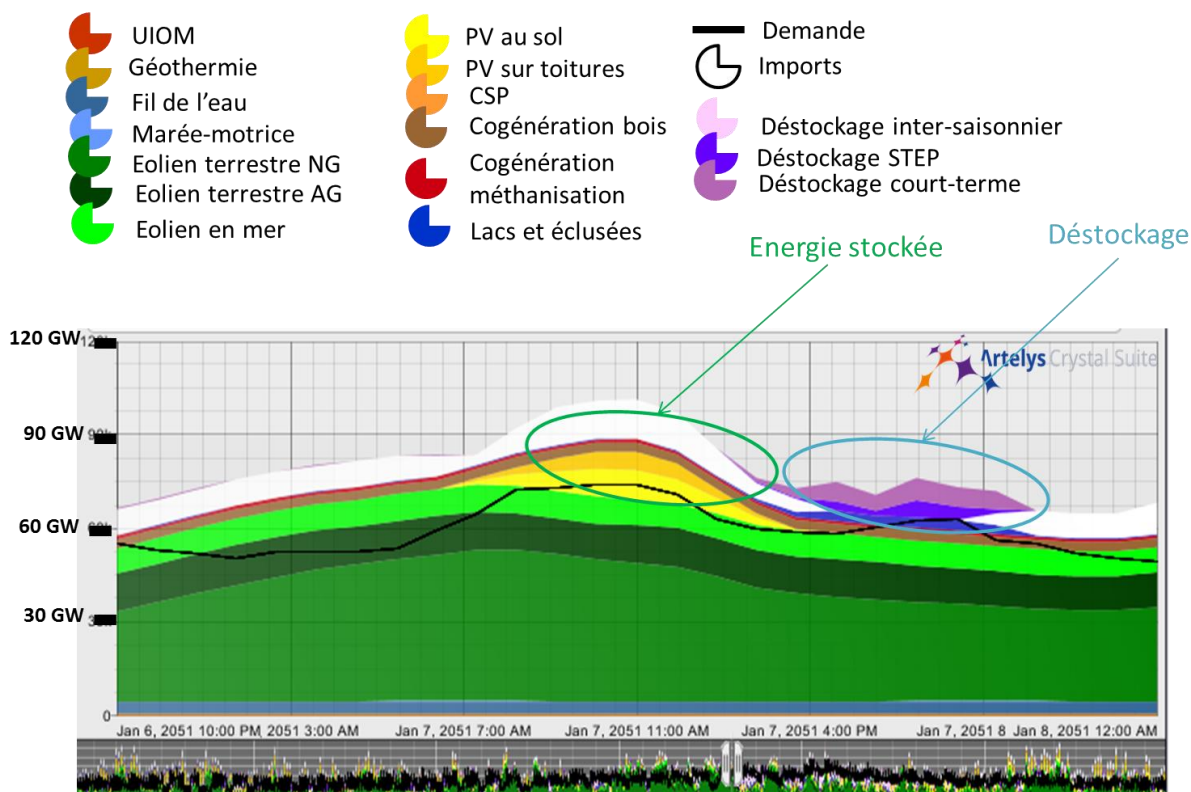 UIOM
Géothermie
Fil de l'eau
Marée-motrice
Eolien terrestre NG
Eolien terrestre AG
Eolien en mer
PV au sol
PV sur toitures
CSP
Cogénération bois
Cogénération
méthanisation
Lacs et éclusées
Demande
Imports
Déstockage inter-saisonnier
Déstockage STEP
Déstockage court-terme
Energie stockée
Déstockage
Artelys Crystal Suite
120 GW
90 GW
60 GW
30 GW
0
Jan 6, 2051 10:00 PM, 2051 3:00 AM Jan 7, 2051 7:00 AM Jan 7, 2051 11:00 AM Jan 7, 2051 4:00 PM Jan 7, 2051 8 Jan 8, 2051 12:00 AM